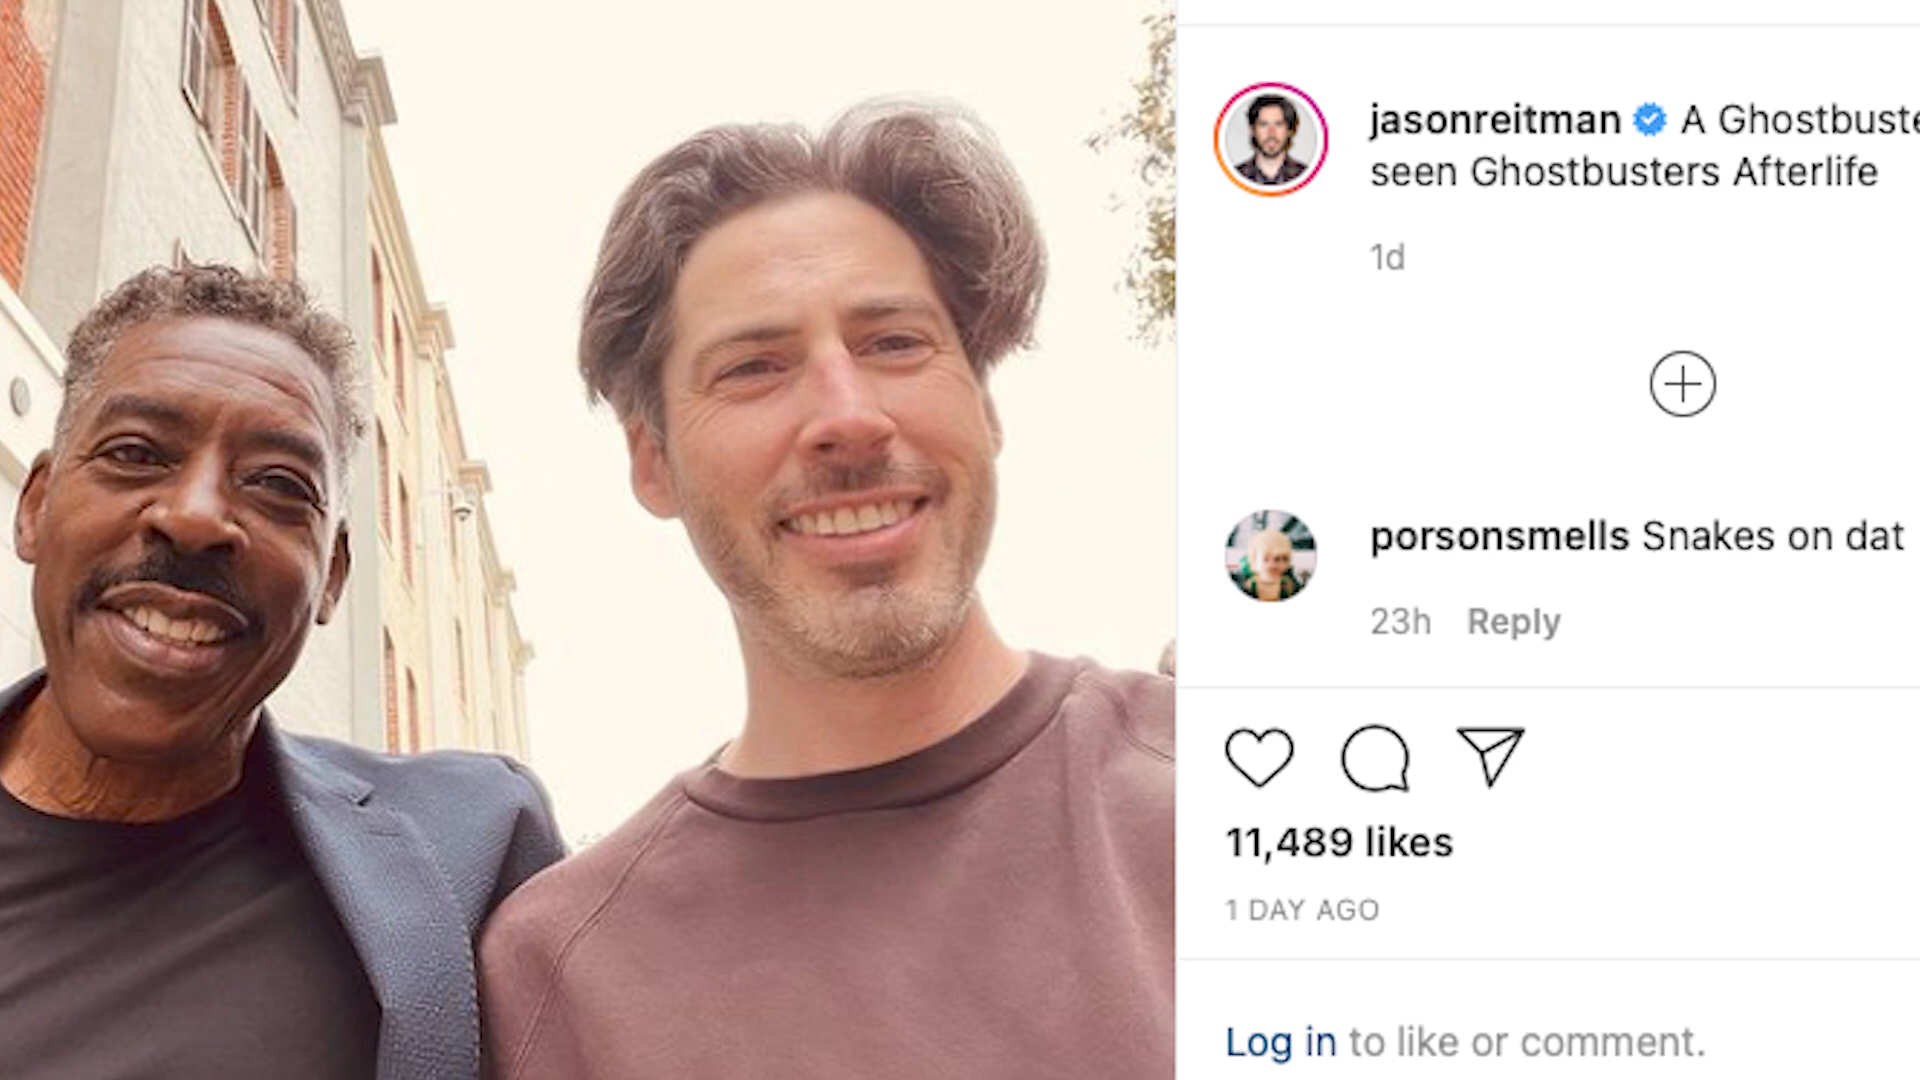 jasonreitman A Ghostbuste
seen Ghostbusters Afterlife
1d
porsonsmells Snakes on dat
23h Reply
11,489 likes
1 DAY AGO
Log in to like or comment.